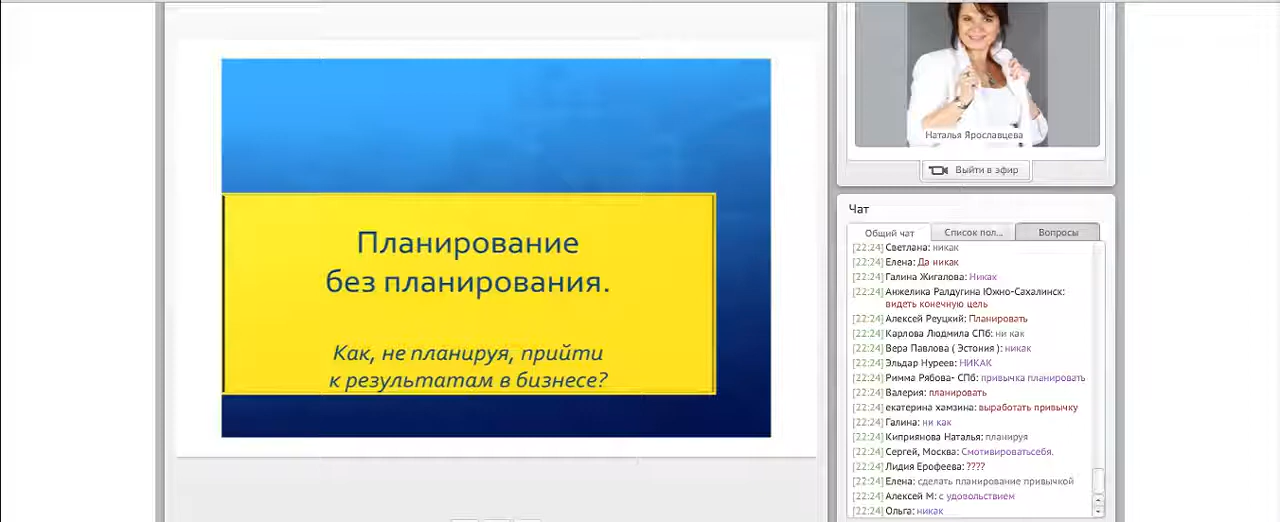 Планирование
без планирования.
Как, не планируя, прийти
к результатам в бизнесе?
Наталья Ярославцева
Выйти в эфир
Чат
Общий чат
Список пол...
Вопросы
[22:24] Светлана: никак
[22:24] Елена: Да никак
[22:24] Галина Жигалова: Никак
[22:24] Анжелика Ралдугина Южно-Сахалинск:
видеть конечную цель
[22:24] Алексей Реуцкий: Планировать
[22:24] Карлова Людмила СПб: ни как
[22:24] Вера Павлова ( Эстония ): никак
[22:24] Эльдар Нуреев: НИКАК
[22:24] Римма Рябова- СПб: привычка планировать
[22:24] Валерия: планировать
[22:24] екатерина хамзина: выработать привычку
[22:24] Галина: ни как
[22:24] Киприянова Наталья: планируя
[22:24] Сергей, Москва: Смотивироватьсебя.
[22:24] Лидия Ерофеева: ????
[22:24] Елена: сделать планирование привычкой
[22:24] Алексей М: с удовольствием
[22:24] Ольга: никак